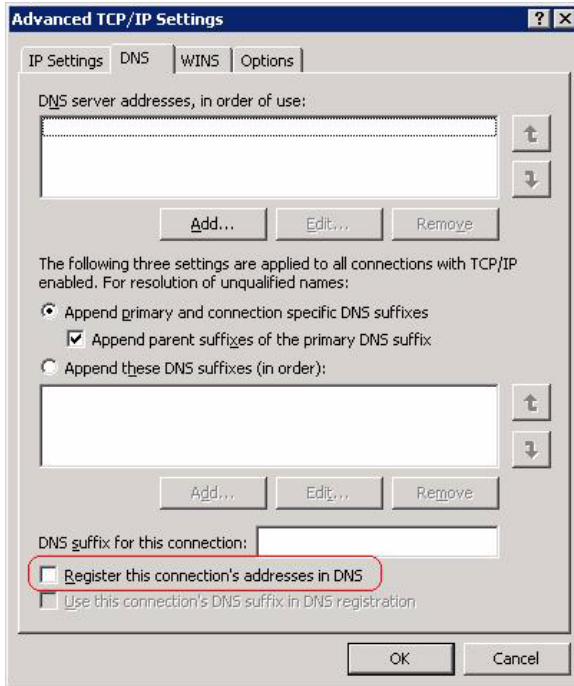 Advanced TCP/IP Settings
IP Settings DNS WINS Options
DNS server addresses, in order of use:
Add... Edit... Remove
The following three settings are applied to all connections with TCP/IP
enabled. For resolution of unqualified names:
Append primary and connection specific DNS suffixes
Append parent suffixes of the primary DNS suffix
Append these DNS suffixes (in order):
Add... Edit... Remove
DNS suffix for this connection:
Register this connection's addresses in DNS
Use this connection's DNS suffix in DNS registration
OK Cancel